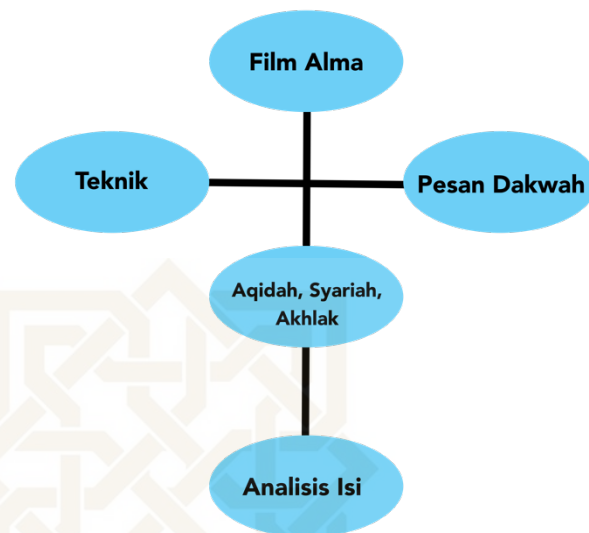 Film Alma
Teknik
Pesan Dakwah
Aqidah, Syariah,
Akhlak
Analisis Isi